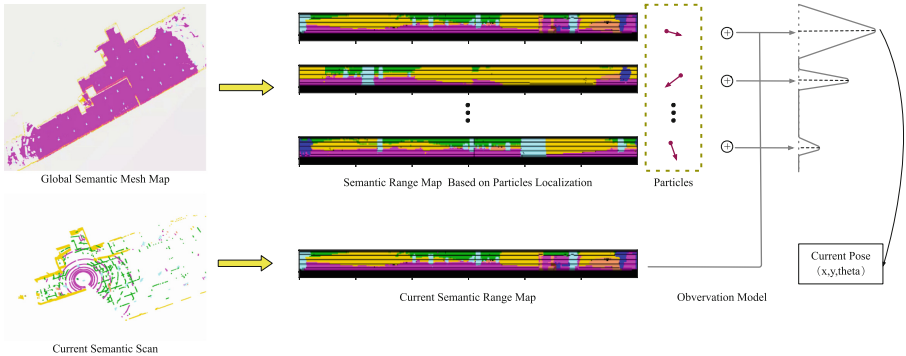 Global Semantic Mesh Map
Semantic Range Map Based on Particles Localization
Particles
Current Pose
(x,y,theta)
Current Semantic Range Map
Obvervation Model
Current Semantic Scan